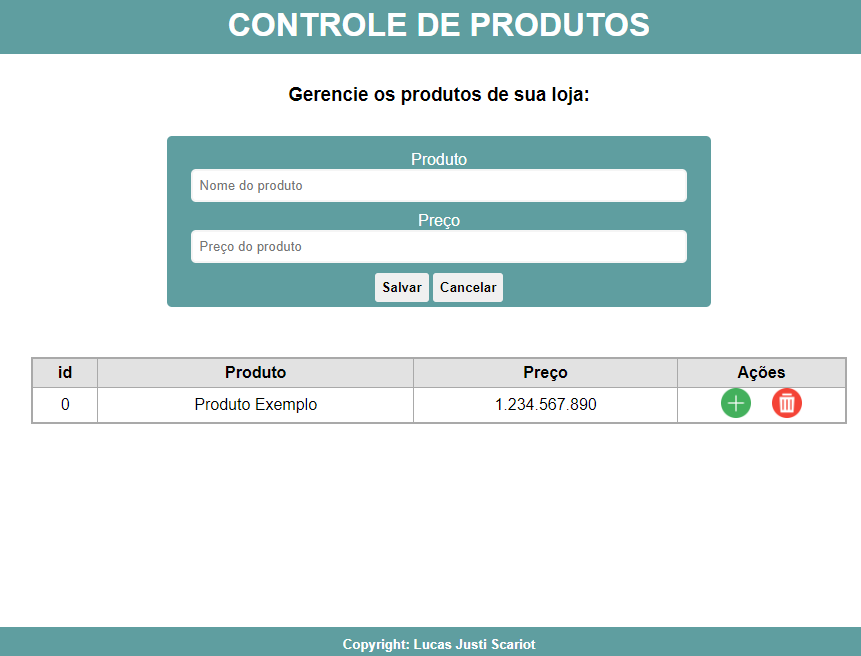 CONTROLE DE PRODUTOS
Gerencie os produtos de sua loja:
Produto
Nome do produto
Preço
Preço do produto
Salvar Cancelar
id Produto Preço Ações
0 Produto Exemplo 1.234.567.890
Copyright: Lucas Justi Scariot